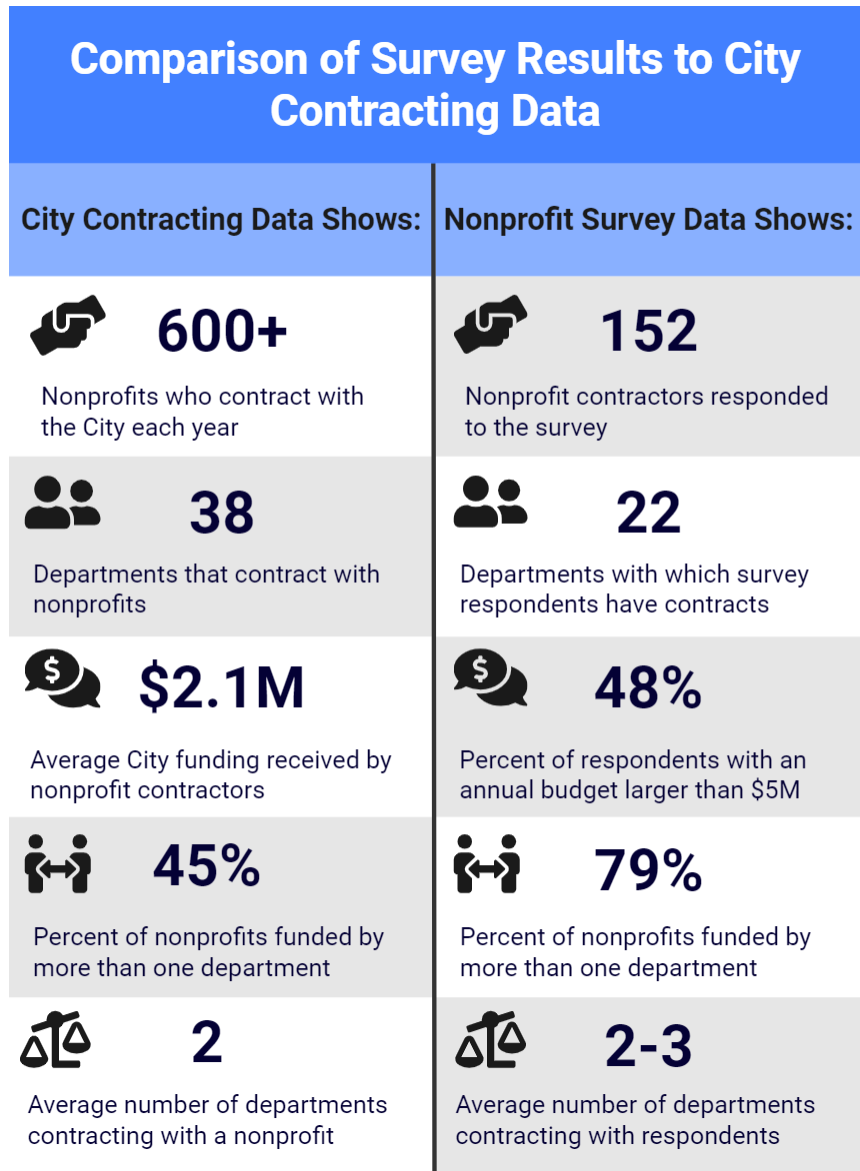 Comparison of Survey Results to City
Contracting Data
City Contracting Data Shows:
Nonprofit Survey Data Shows:
600+
Nonprofits who contract with
the City each year
152
Nonprofit contractors responded
to the survey
38
Departments that contract with
nonprofits
22
Departments with which survey
respondents have contracts
$
$2.1M
Average City funding received by
nonprofit contractors
$
48%
Percent of respondents with an
annual budget larger than $5M
45%
Percent of nonprofits funded by
more than one department
79%
Percent of nonprofits funded by
more than one department
2
Average number of departments
contracting with a nonprofit
2-3
Average number of departments
contracting with respondents